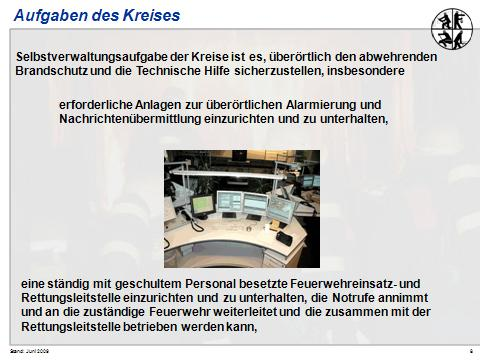 Aufgaben des Kreises
Selbstverwaltungsaufgabe der Kreise ist es, überörtlich den abwehrenden
Brandschutz und die Technische Hilfe sicherzustellen, insbesondere
erforderliche Anlagen zur überörtlichen Alarmierung und
Nachrichtenübermittlung einzurichten und zu unterhalten,
eine ständig mit geschultem Personal besetzte Feuerwehreinsatz- und
Rettungsleitstelle einzurichten und zu unterhalten, die Notrufe annimmt
und an die zuständige Feuerwehr weiterleitet und die zusammen mit der
Rettungsleitstelle betrieben werden kann,
Stand: Juni 2009